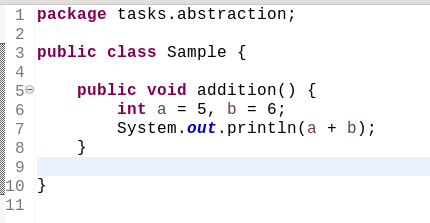 1 package tasks.abstraction;
2
3 public class Sample {
4
5 public void addition() {
6 int a = 5, b = 6;
7 System.out.println(a + b);
8 }
9
10 }
11